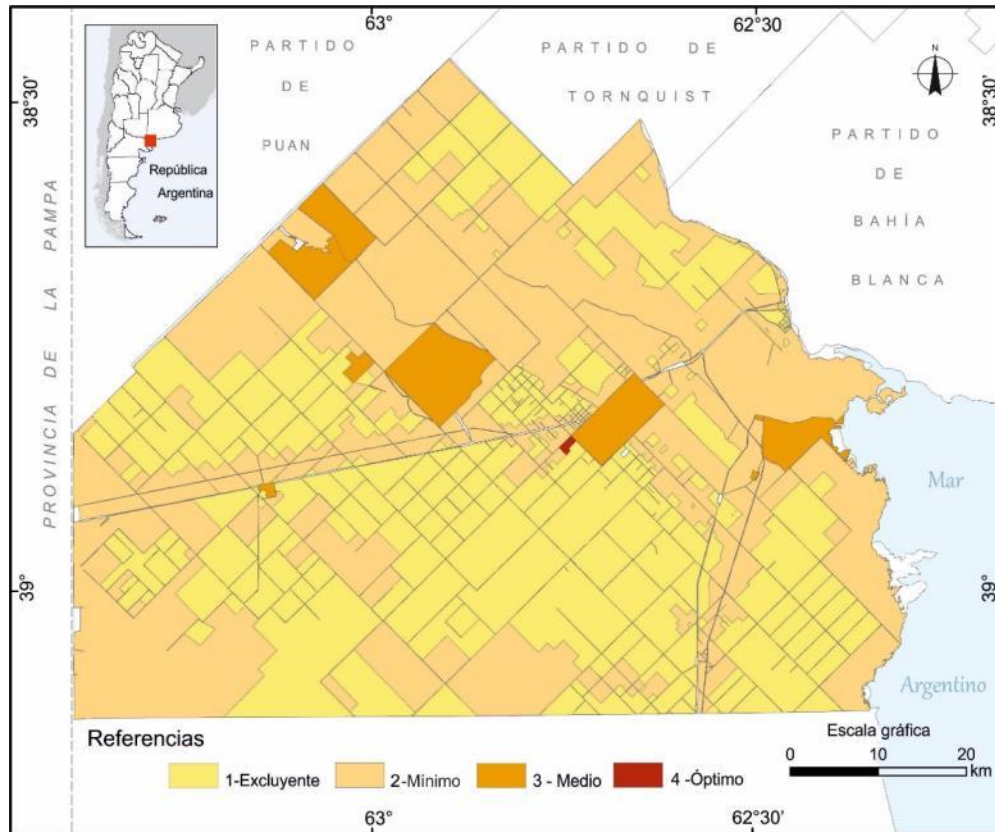 63°
62°30'
PARTIDO
DE
PUAN
PARTIDO DE
TORNQUIST
N
38°30'
38°30'
PARTIDO
DE
BAHÍA
BLANCA
República
Argentina
PROVINCIA DE LA PAMPA
Mar
39°
39°
Argentino
Referencias
1-Excluyente
2-Mínimo
3 - Medio
4 -Óptimo
Escala gráfica
0 10 20
km
63°
62°30'